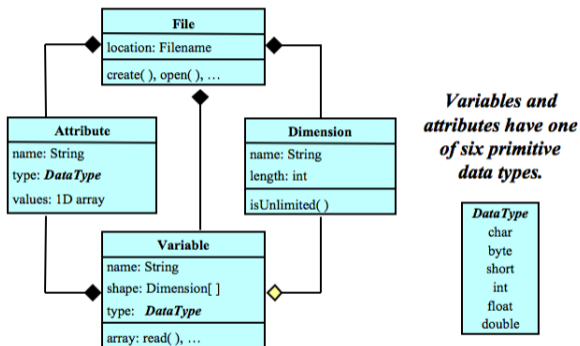 File
location: Filename
create( ), open( ), …
Attribute
name: String
type: DataType
values: 1D array
Dimension
name: String
length: int
isUnlimited( )
Variable
name: String
shape: Dimension[ ]
type: DataType
array: read( ), …
Variables and
attributes have one
of six primitive
data types.
DataType
char
byte
short
int
float
double